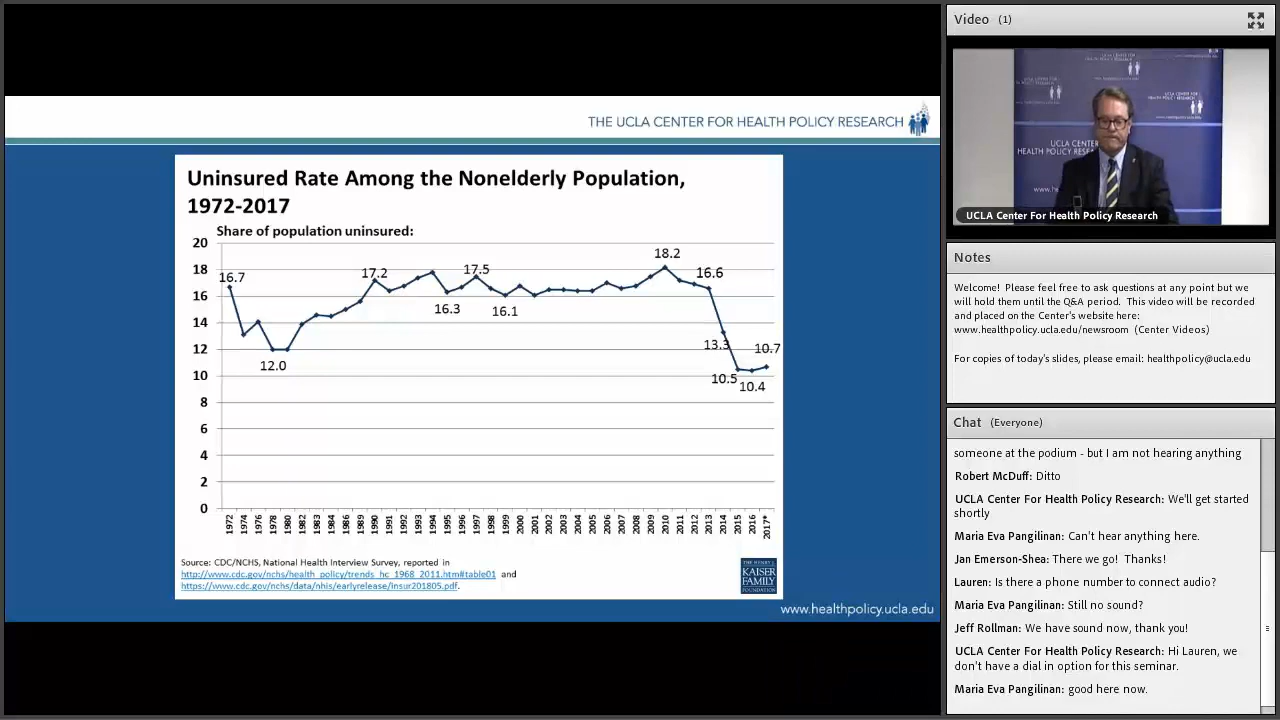 THE UCLA CENTER FOR HEALTH POLICY RESEARCH
Uninsured Rate Among the Nonelderly Population,
1972-2017
Share of population uninsured:
20
18
16
14
12
10
8
6
4
2
0
16.7
12.0
17.2
16.3
17.5
16.1
18.2
16.6
13.3
10.5
10.4
10.7
1972
1974
1976
1978
1980
1982
1983
1984
1986
1989
1990
1991
1992
1993
1994
1995
1996
1997
1998
1999
2000
2001
2002
2003
2004
2005
2006
2007
2008
2009
2010
2011
2012
2013
2014
2015
2016
2017*
Source: CDC/NCHS, National Health Interview Survey, reported in
http://www.cdc.gov/nchs/health_policy/trends_hc_1968_2011.htm#table01 and
https://www.cdc.gov/nchs/data/nhis/earlyrelease/insur201805.pdf.
THE HENRY J.
KAISER
FAMILY
FOUNDATION
www.healthpolicy.ucla.edu
Video (1)
UCLA CENTER
HEALTH POLICY RESEARCH
UCLA Center For Health Policy Research
Notes
Welcome! Please feel free to ask questions at any point but we
will hold them until the Q&A period. This video will be recorded
and placed on the Center's website here:
www.healthpolicy.ucla.edu/newsroom (Center Videos)
For copies of today's slides, please email: healthpolicy@ucla.edu
Chat (Everyone)
someone at the podium - but I am not hearing anything
Robert McDuff: Ditto
UCLA Center For Health Policy Research: We'll get started
shortly
Maria Eva Pangilinan: Can't hear anything here.
Jan Emerson-Shea: There we go! Thanks!
Lauren: Is there a phone number to connect audio?
Maria Eva Pangilinan: Still no sound?
Jeff Rollman: We have sound now, thank you!
UCLA Center For Health Policy Research: Hi Lauren, we
don't have a dial in option for this seminar.
Maria Eva Pangilinan: good here now.